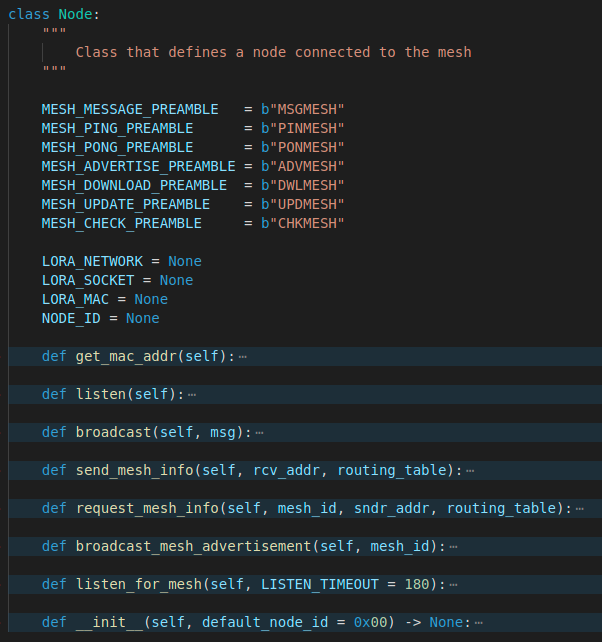 class Node:
    """
        Class that defines a node connected to the mesh
    """
    MESH_MESSAGE_PREAMBLE   = b"MSGMESH"
    MESH_PING_PREAMBLE      = b"PINMESH"
    MESH_PONG_PREAMBLE      = b"PONMESH"
    MESH_ADVERTISE_PREAMBLE = b"ADVMESH"
    MESH_DOWNLOAD_PREAMBLE  = b"DWLMESH"
    MESH_UPDATE_PREAMBLE    = b"UPDMESH"
    MESH_CHECK_PREAMBLE     = b"CHKMESH"
    LORA_NETWORK = None
    LORA_SOCKET = None
    LORA_MAC = None
    NODE_ID = None
    def get_mac_addr(self):⋯
    def listen(self):⋯
    def broadcast(self, msg):⋯
    def send_mesh_info(self, rcv_addr, routing_table):⋯
    def request_mesh_info(self, mesh_id, sndr_addr, routing_table):⋯
    def broadcast_mesh_advertisement(self, mesh_id):⋯
    def listen_for_mesh(self, LISTEN_TIMEOUT = 180):⋯
    def __init__(self, default_node_id = 0x00) -> None:⋯